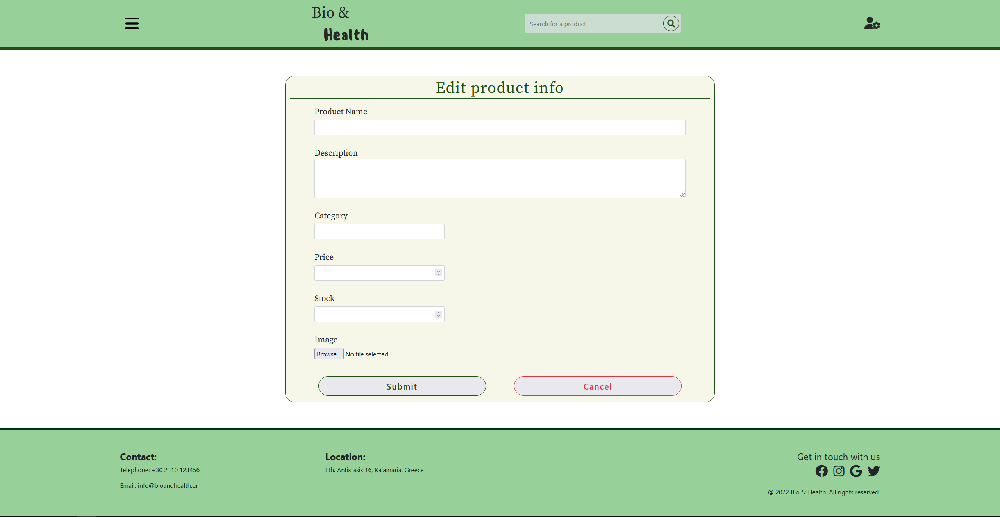 Bio &
Health
Search for a product
Edit product info
Product Name
Description
Category
Price
Stock
Image
Browse... No file selected.
Submit
Cancel
Contact:
Telephone: +30 2310 123456
Email: info@bioandhealth.gr
Location:
Eth. Antistasis 16, Kalamaria, Greece
Get in touch with us
@ 2022 Bio & Health. All rights reserved.